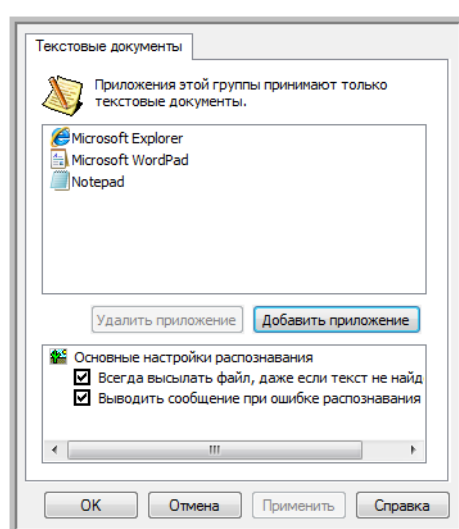 Текстовые документы
Приложения этой группы принимают только
текстовые документы.
Microsoft Explorer
Microsoft WordPad
Notepad
Удалить приложение Добавить приложение
Основные настройки распознавания
Всегда высылать файл, даже если текст не найд
Выводить сообщение при ошибке распознавания
OK Отмена Применить Справка